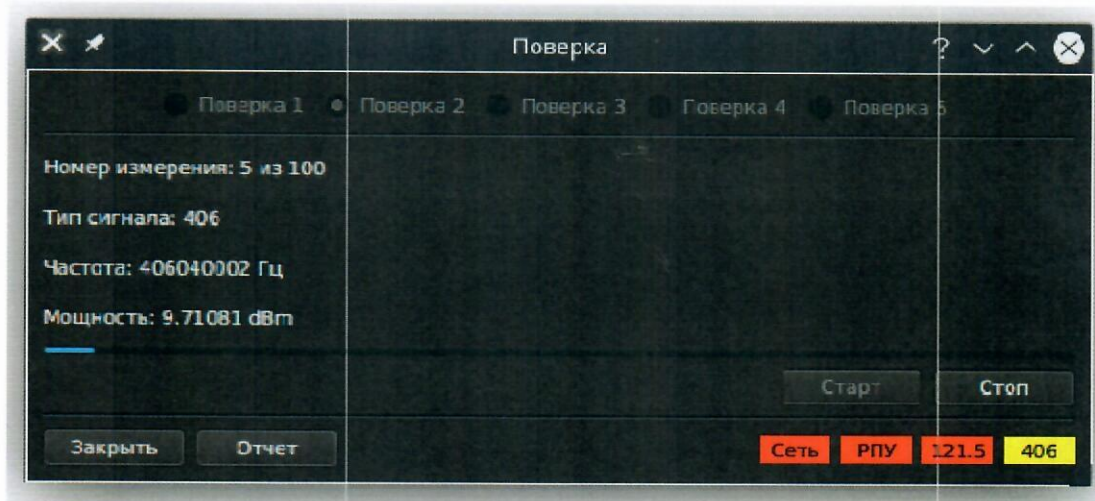 Поверка ?
Поверка 1 Поверка 2 Поверка 3 Поверка 4 Поверка 5
Номер измерения: 5 из 100
Тип сигнала: 406
Частота: 406040002 Гц
Мощность: 9.71081 dBm
Старт Стоп
Закрыть Отчет Сеть РПУ 121.5 406